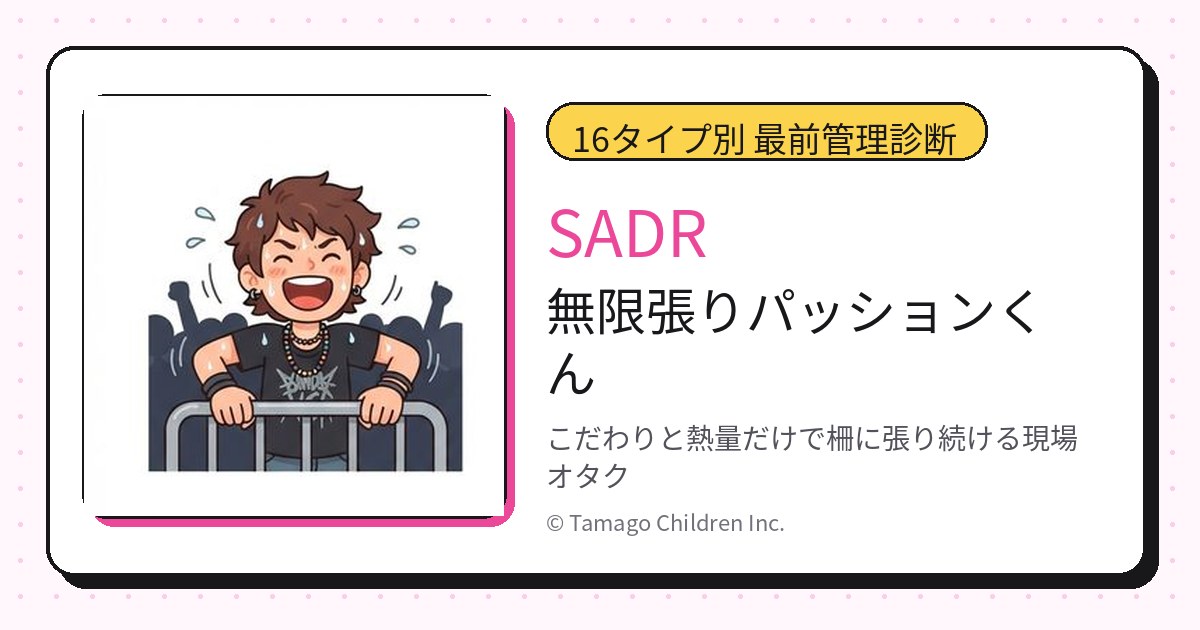 16タイプ別 最前管理診断
SADR
無限張りパッションく
ん
こだわりと熱量だけで柵に張り続ける現場
オタク
© Tamago Children Inc.